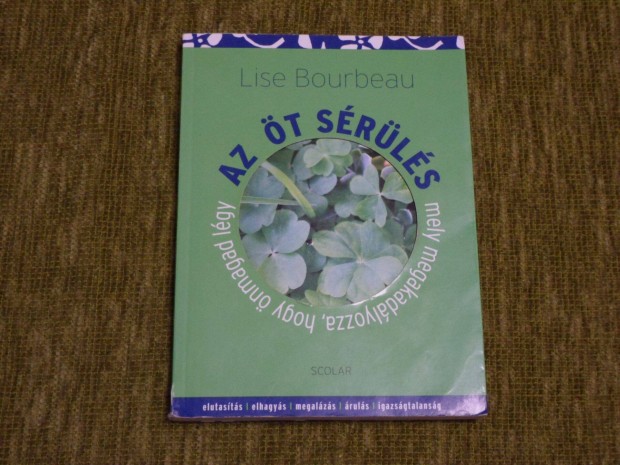 Lise Bourbeau
AZ ÖT SÉRÜLÉS
mely megakadályozza, hogy önmagad légy
SCOLAR
elutasítás | elhagyás | megalázás | árulás | igazságtalanság